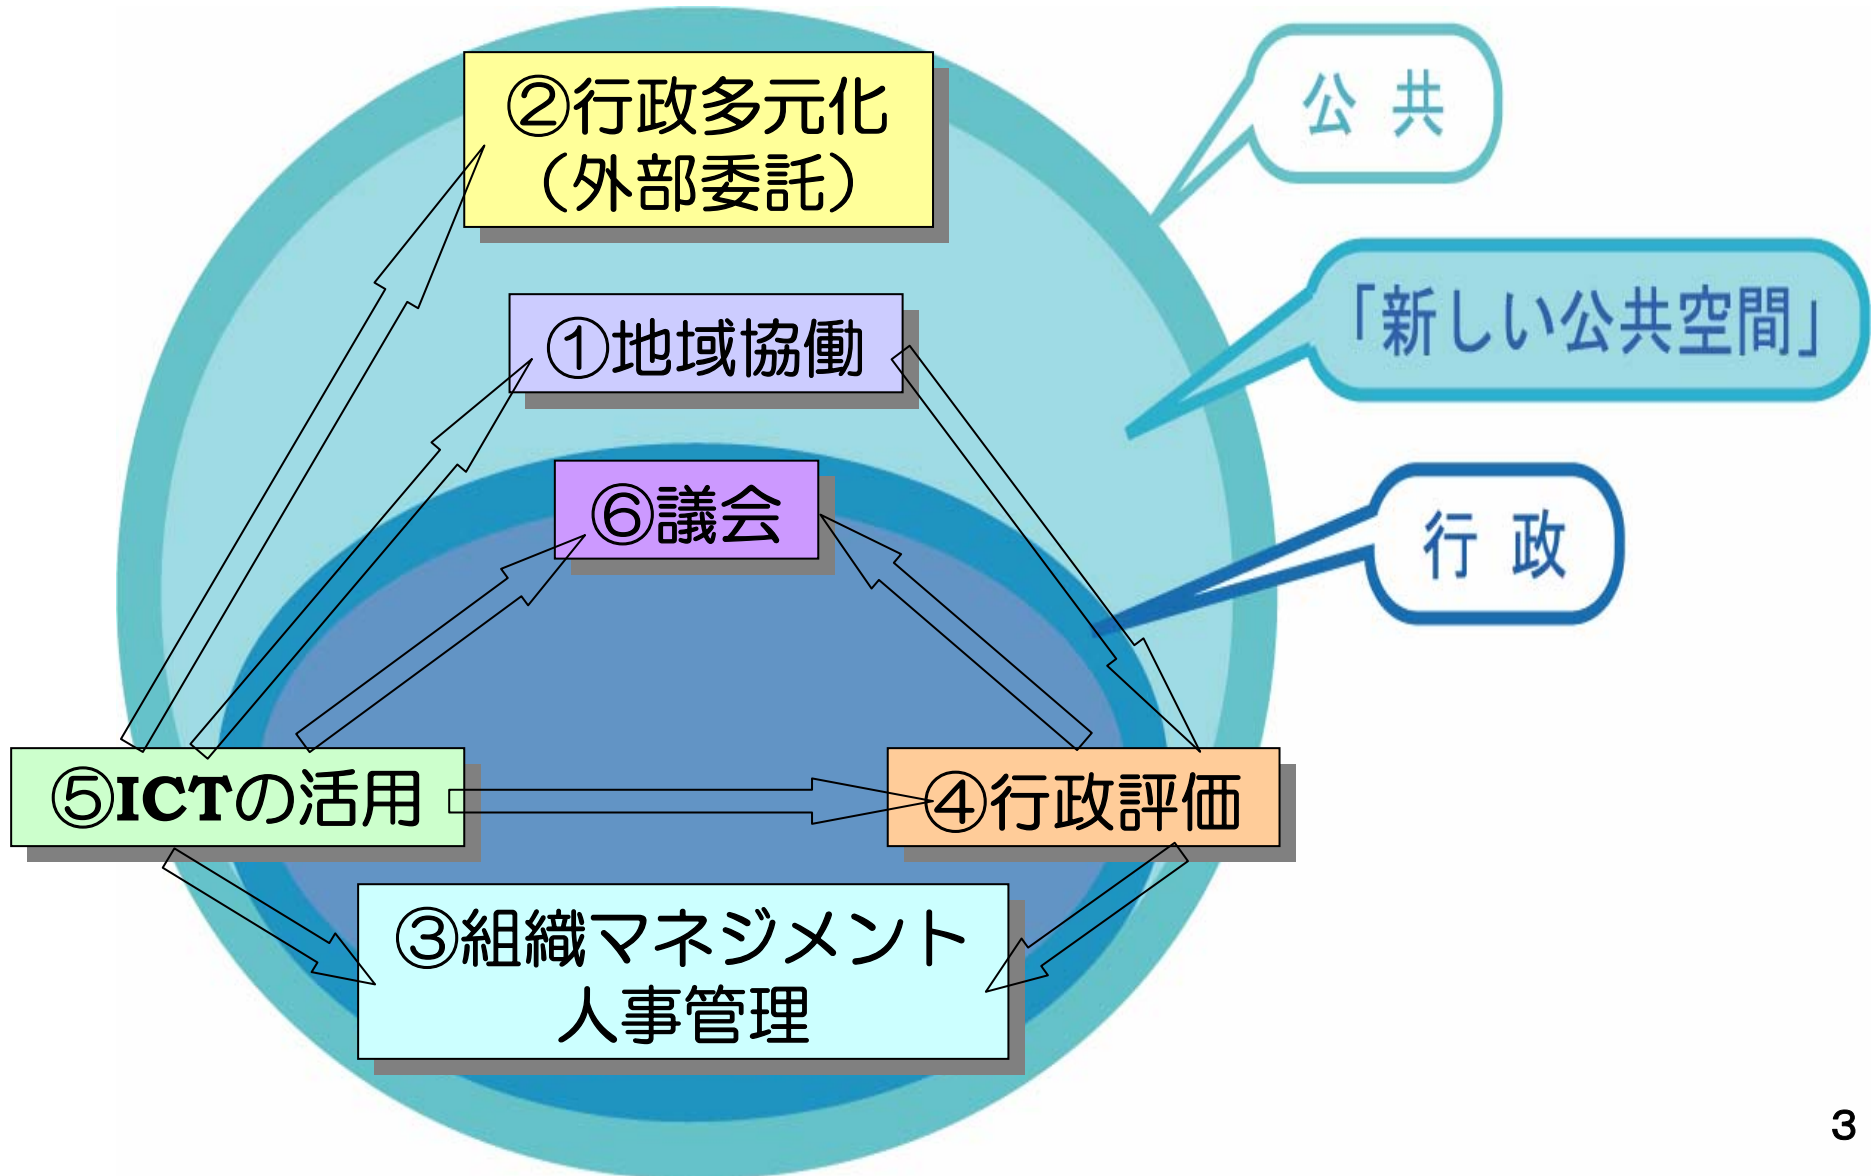 ②行政多元化
（外部委託）
公 共
「新しい公共空間」
①地域協働
⑥議会
行 政
⑤ICTの活用
④行政評価
③組織マネジメント
人事管理
3